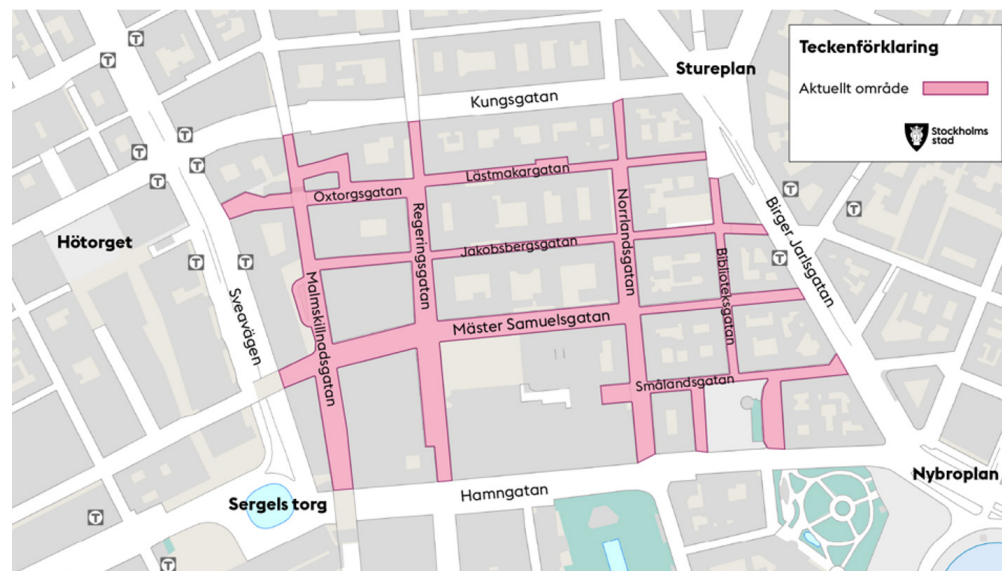 Teckenförklaring
Aktuellt område
Stockholms
stad
Stureplan
Kungsgatan
Lästmakargatan
Oxtorgsgatan
Hötorget
Regeringsgatan
Norrlandsgatan
Birger Jarlsgatan
Jakobsbergsgatan
Biblioteksgatan
Malmskillnadsgatan
Sveavägen
Mäster Samuelsgatan
Smålandsgatan
Nybroplan
Hamngatan
Sergels torg
T
T
T
T
T
T
T
T
T
T
T
T
T